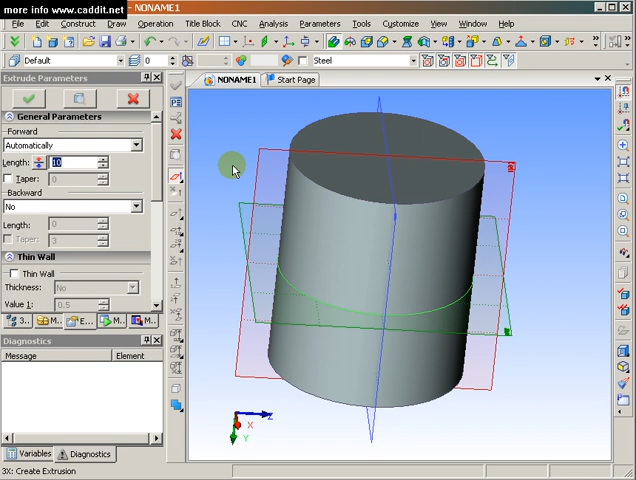 more info www.caddit.net
- NONAME1
File Edit Construct Draw Operation Title Block CNC Analysis Parameters Tools Customize View Window Help
Default 0 Steel
Extrude Parameters
NONAME1 Start Page
General Parameters
Forward
Automatically
Length: 10
Taper: 0
Backward
No
Length: 0
Taper: 3
Thin Wall
Thin Wall
Thickness: No
Value 1: 0.5
3... M... E... M... M...
Diagnostics
Message Element
Variables Diagnostics
3X: Create Extrusion
Z
X
Y